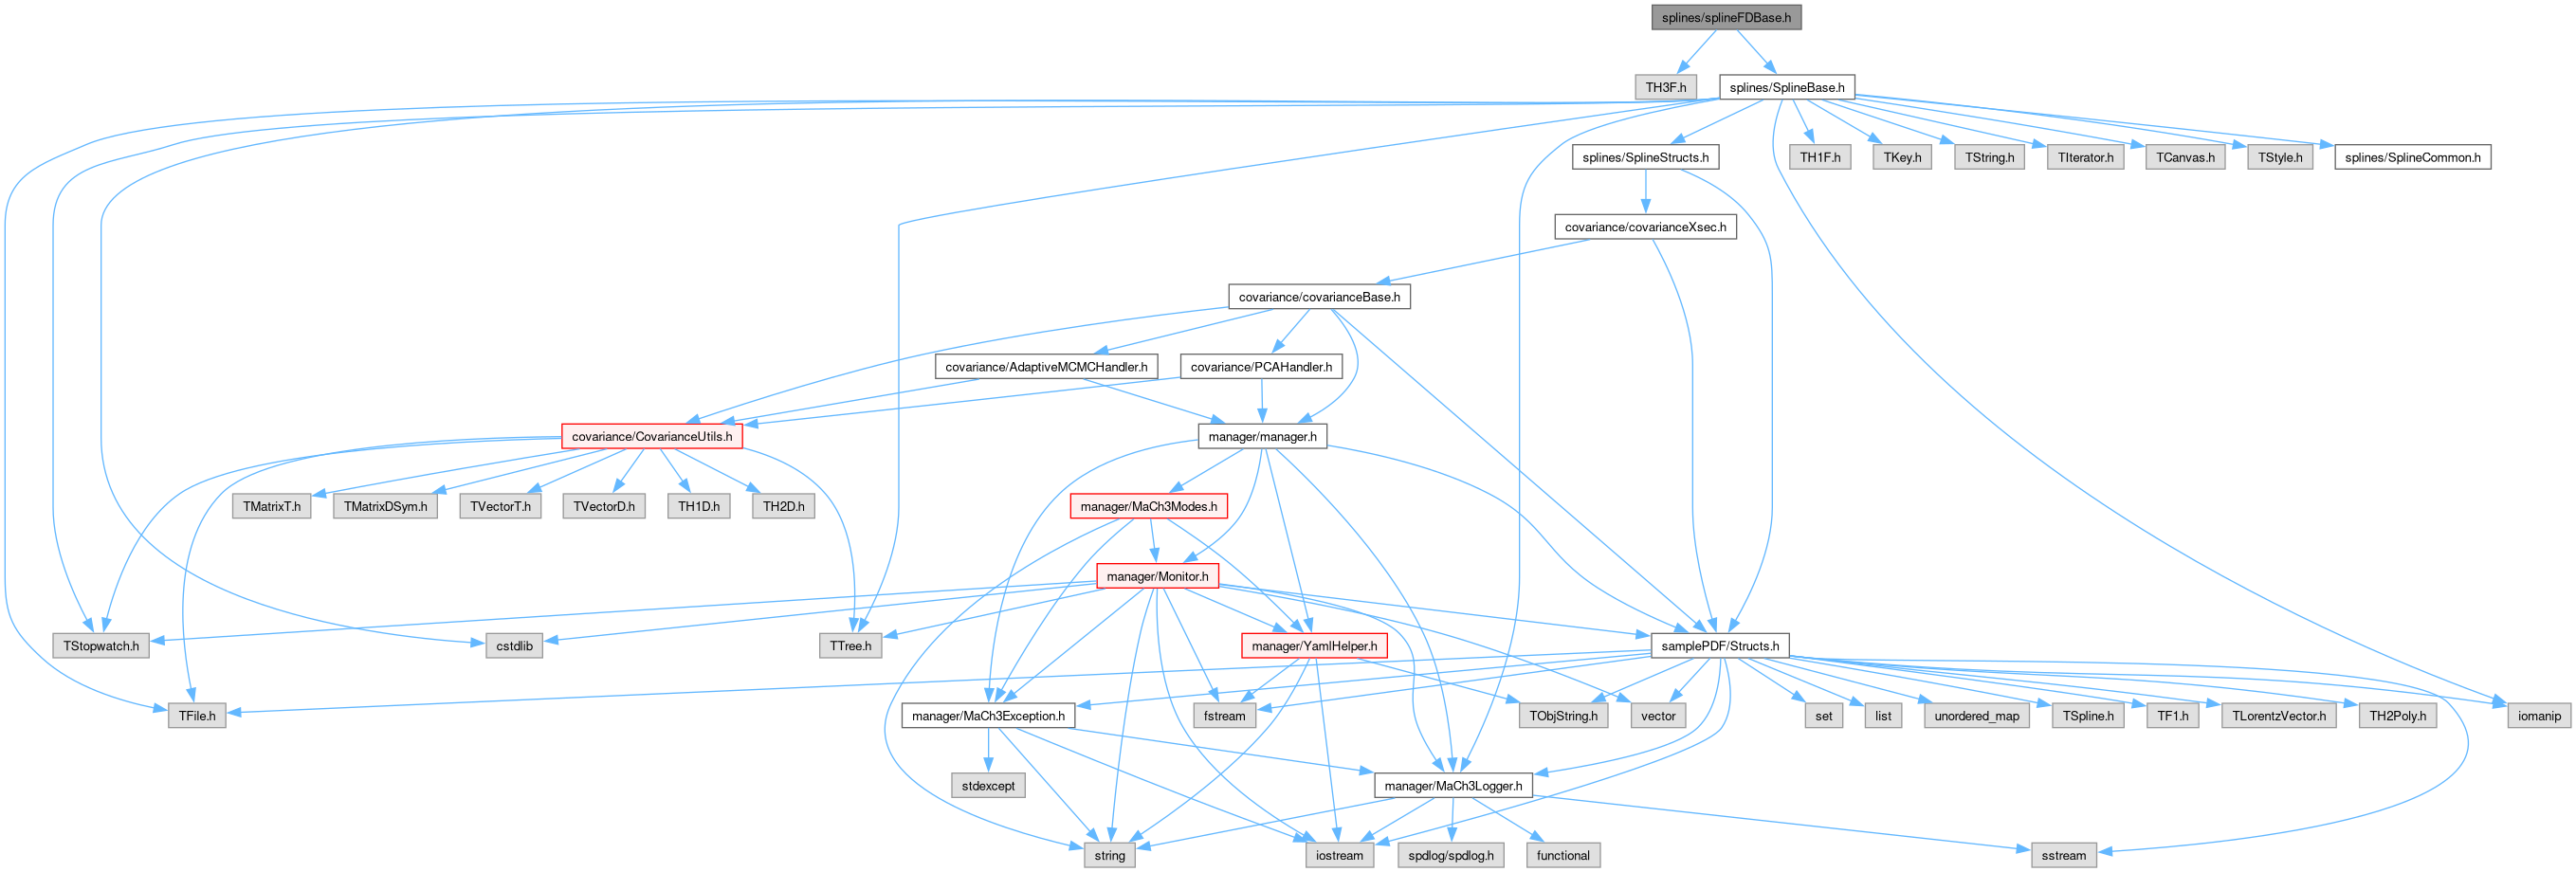 splines/splineFDBase.h
TH3F.h
splines/SplineBase.h
splines/SplineStructs.h
TH1F.h
TKey.h
TString.h
TIterator.h
TCanvas.h
TStyle.h
splines/SplineCommon.h
covariance/covarianceXsec.h
covariance/covarianceBase.h
covariance/AdaptiveMCMCHandler.h
covariance/PCAHandler.h
covariance/CovarianceUtils.h
manager/manager.h
TMatrixT.h
TMatrixDSym.h
TVectorT.h
TVectorD.h
TH1D.h
TH2D.h
manager/MaCh3Modes.h
manager/Monitor.h
TStopwatch.h
cstdlib
TTree.h
manager/YamlHelper.h
samplePDF/Structs.h
TFile.h
manager/MaCh3Exception.h
fstream
TObjString.h
vector
set
list
unordered_map
TSpline.h
TF1.h
TLorentzVector.h
TH2Poly.h
iomanip
stdexcept
manager/MaCh3Logger.h
string
iostream
spdlog/spdlog.h
functional
sstream